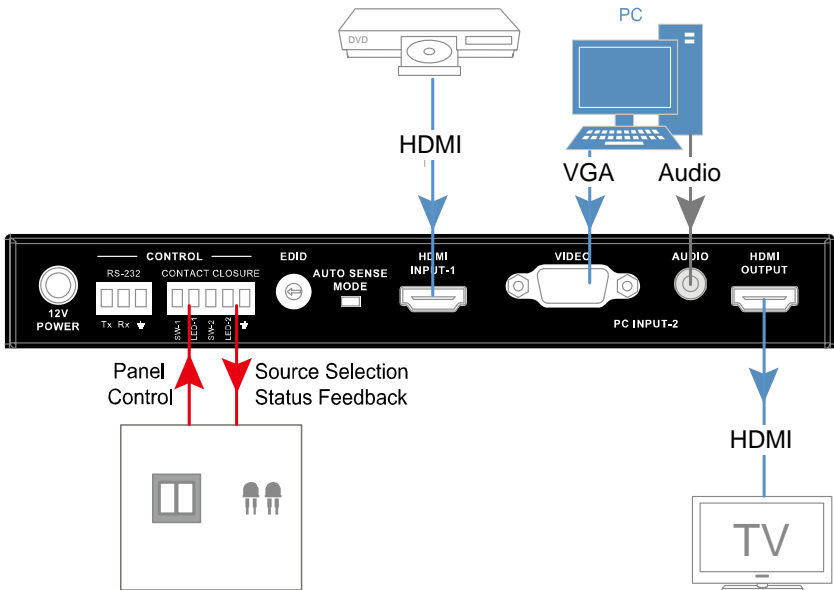 PC
DVD
HDMI
VGA
Audio
CONTROL
RS-232
CONTACT CLOSURE
EDID
AUTO SENSE
MODE
HDMI
INPUT-1
VIDEO
AUDIO
HDMI
OUTPUT
12V
POWER
Tx Rx
SW-1
LED-1
SW-2
LED-2
PC INPUT-2
Panel
Control
Source Selection
Status Feedback
HDMI
TV